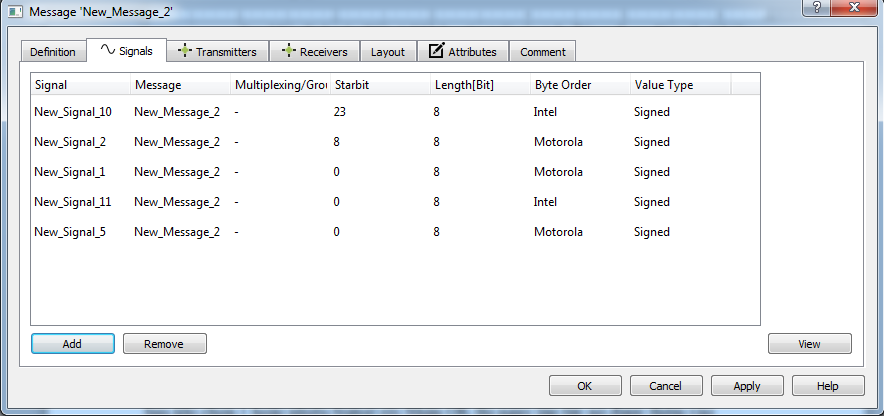 Message 'New_Message_2'
Definition Signals Transmitters Receivers Layout Attributes Comment
Signal Message Multiplexing/Grou Starbit Length[Bit] Byte Order Value Type
New_Signal_10 New_Message_2 - 23 8 Intel Signed
New_Signal_2 New_Message_2 - 8 8 Motorola Signed
New_Signal_1 New_Message_2 - 0 8 Motorola Signed
New_Signal_11 New_Message_2 - 0 8 Intel Signed
New_Signal_5 New_Message_2 - 0 8 Motorola Signed
Add Remove View
OK Cancel Apply Help